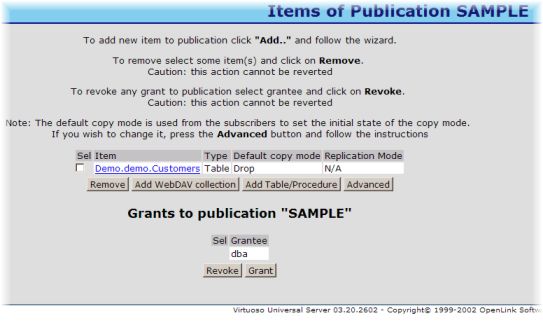 Items of Publication SAMPLE
To add new item to publication click "Add.." and follow the wizard.
To remove select some item(s) and click on Remove.
Caution: this action cannot be reverted
To revoke any grant to publication select grantee and click on Revoke.
Caution: this action cannot be reverted
Note: The default copy mode is used from the subscribers to set the initial state of the copy mode.
If you wish to change it, press the Advanced button and follow the instructions
Sel Item Type Default copy mode Replication Mode
Demo.demo.Customers Table Drop N/A
Remove Add WebDAV collection Add Table/Procedure Advanced
Grants to publication "SAMPLE"
Sel Grantee
dba
Revoke Grant
Virtuoso Universal Server 03.20.2602 - Copyright© 1999-2002 OpenLink Softw